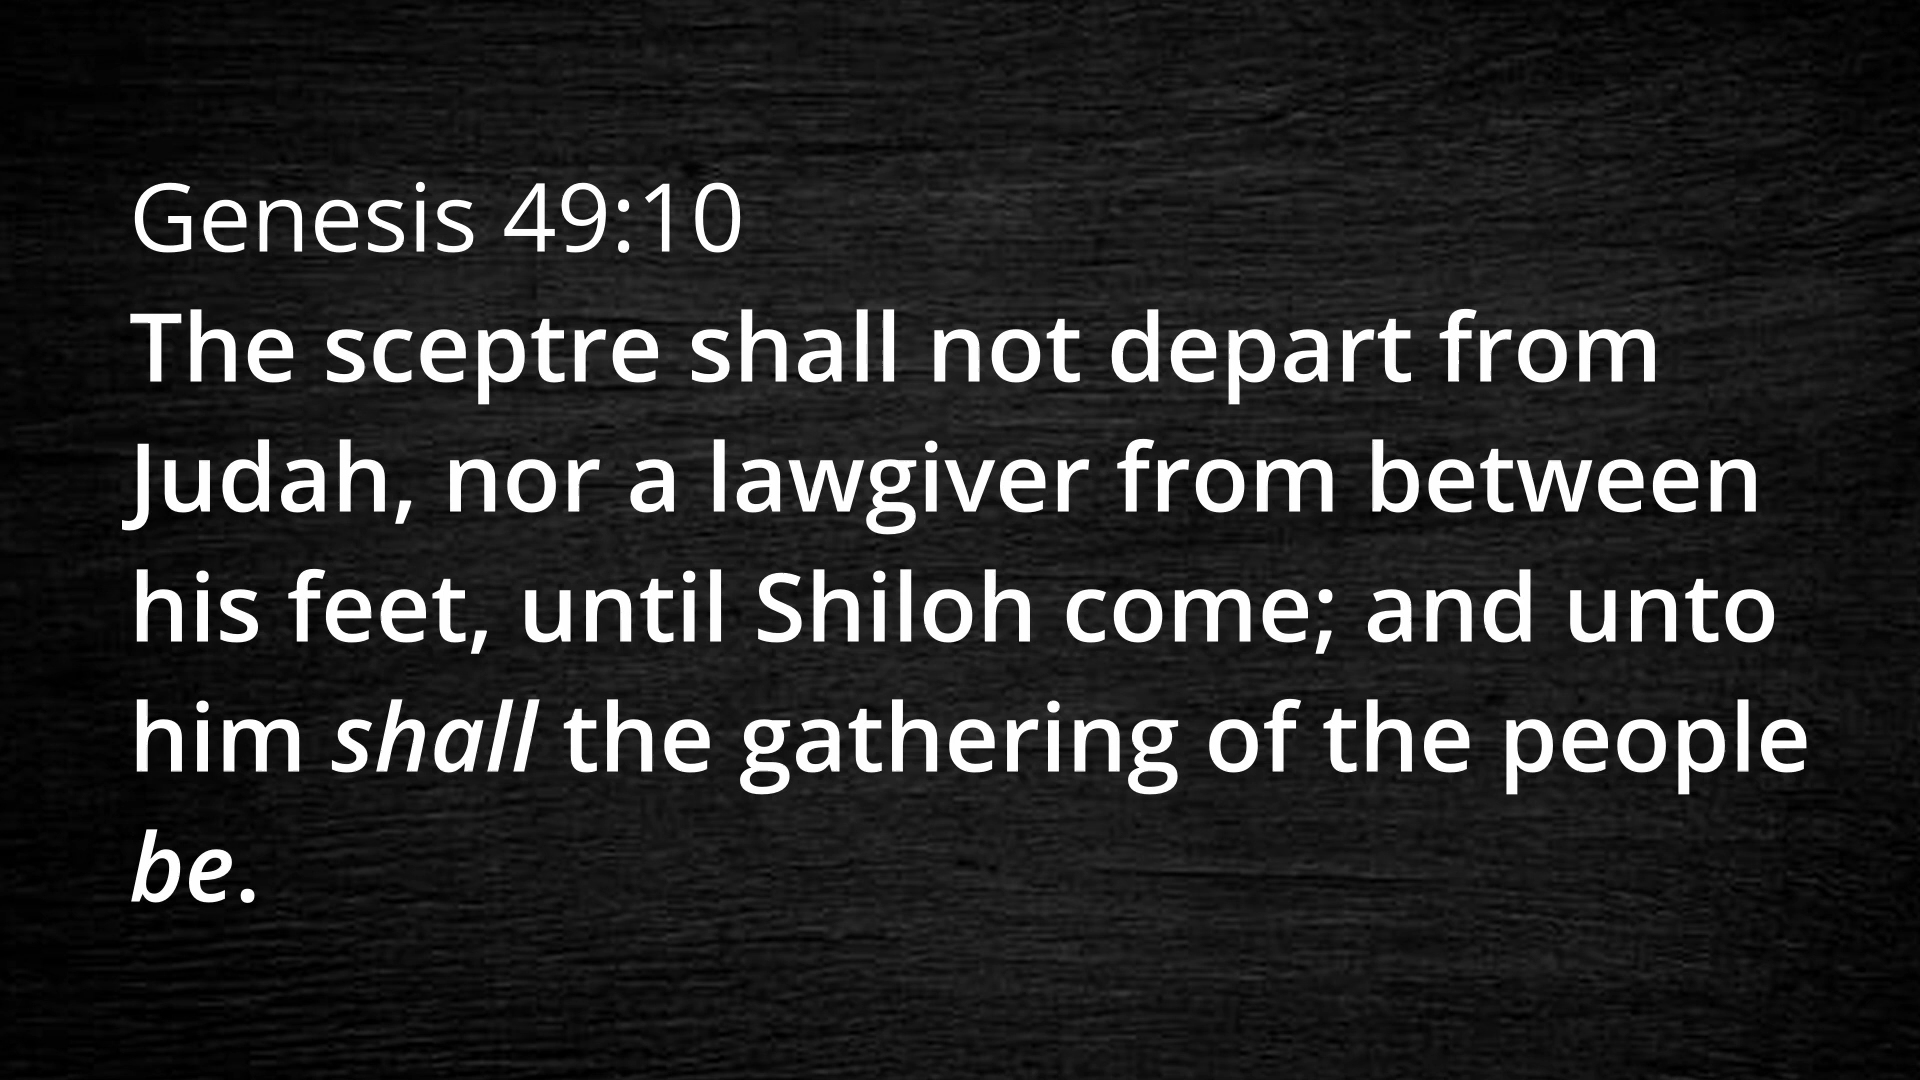 Genesis 49:10
The sceptre shall not depart from
Judah, nor a lawgiver from between
his feet, until Shiloh come; and unto
him shall the gathering of the people
be.